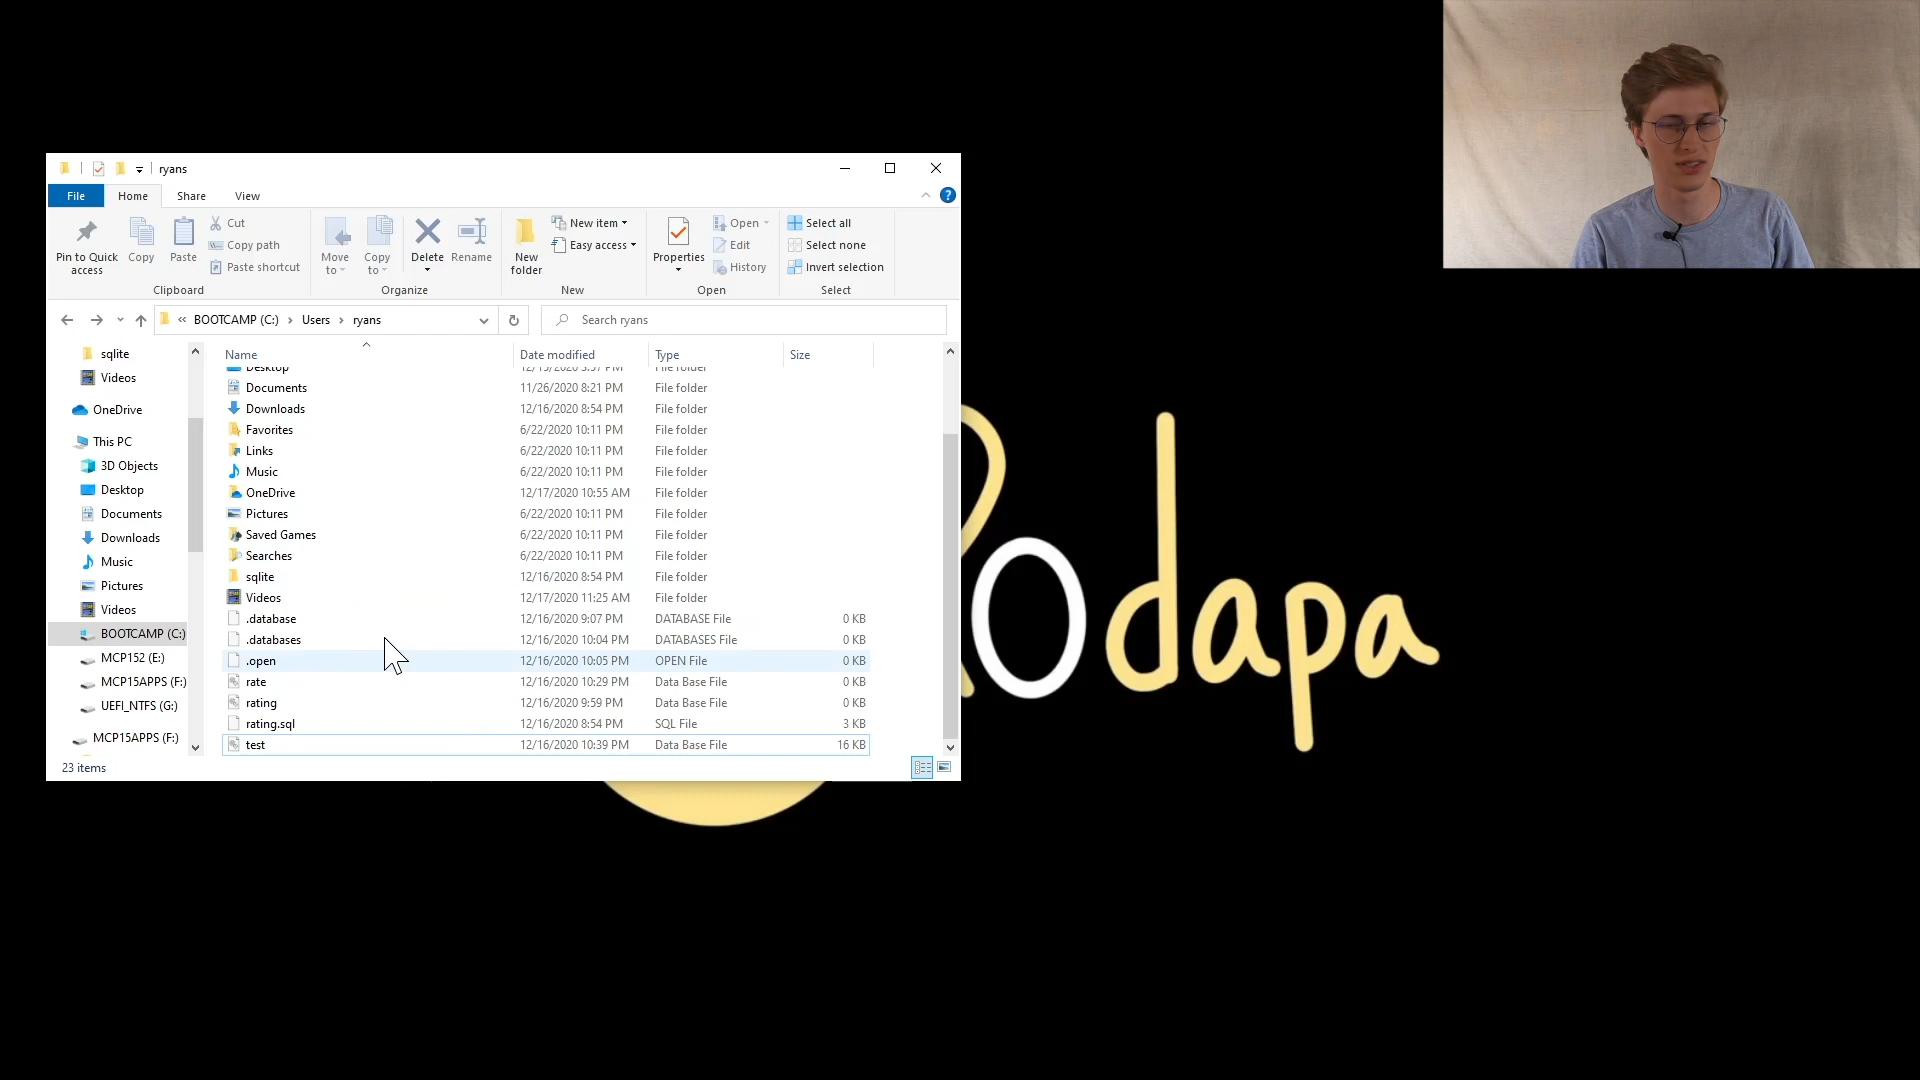 ryans
File Home Share View
Pin to Quick access Copy Paste Cut Copy path Paste shortcut
Move to Copy to Delete Rename New folder New item Easy access
Properties Open Edit History Select all Select none Invert selection
Clipboard Organize New Open Select
« BOOTCAMP (C:) › Users › ryans Search ryans
sqlite
Videos
OneDrive
This PC
3D Objects
Desktop
Documents
Downloads
Music
Pictures
Videos
BOOTCAMP (C:)
MCP152 (E:)
MCP15APPS (F:)
UEFI_NTFS (G:)
MCP15APPS (F:)
Name Date modified Type Size
Desktop File folder
Documents 11/26/2020 8:21 PM File folder
Downloads 12/16/2020 8:54 PM File folder
Favorites 6/22/2020 10:11 PM File folder
Links 6/22/2020 10:11 PM File folder
Music 6/22/2020 10:11 PM File folder
OneDrive 12/17/2020 10:55 AM File folder
Pictures 6/22/2020 10:11 PM File folder
Saved Games 6/22/2020 10:11 PM File folder
Searches 6/22/2020 10:11 PM File folder
sqlite 12/16/2020 8:54 PM File folder
Videos 12/17/2020 11:25 AM File folder
.database 12/16/2020 9:07 PM DATABASE File 0 KB
.databases 12/16/2020 10:04 PM DATABASES File 0 KB
.open 12/16/2020 10:05 PM OPEN File 0 KB
rate 12/16/2020 10:29 PM Data Base File 0 KB
rating 12/16/2020 9:59 PM Data Base File 0 KB
rating.sql 12/16/2020 8:54 PM SQL File 3 KB
test 12/16/2020 10:39 PM Data Base File 16 KB
23 items
odapa